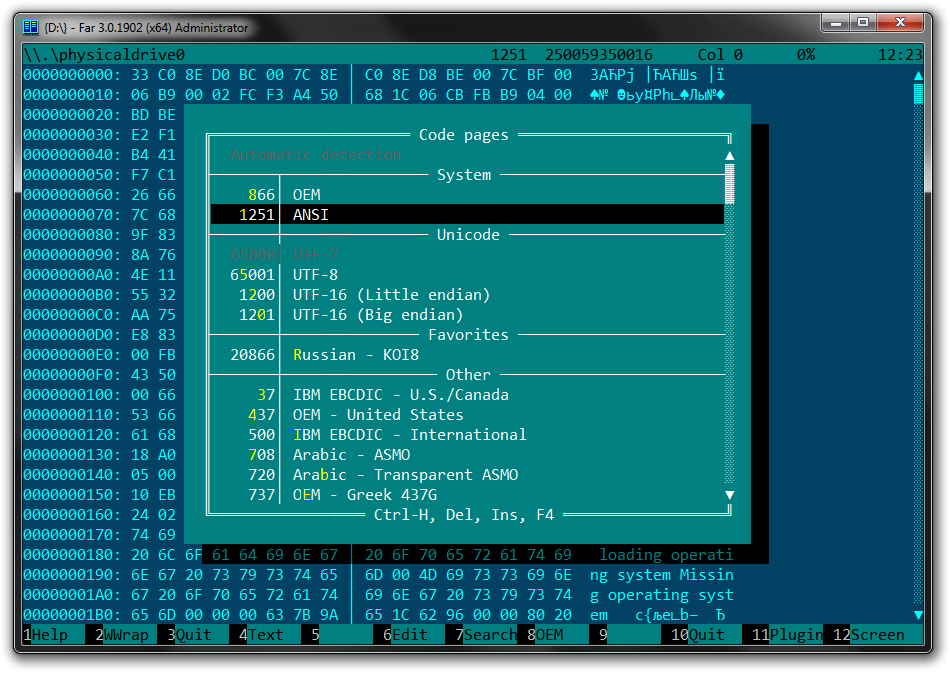 {D:\} - Far 3.0.1902 (x64) Administrator
\\.\physicaldrive0 1251 250059350016 Col 0 0% 12:23
0000000000: 33 C0 8E D0 BC 00 7C 8E │ C0 8E D8 BE 00 7C BF 00 3АЋРј |ЋАЋШѕ |ї
0000000010: 06 B9 00 02 FC F3 A4 50 │ 68 1C 06 CB FB B9 04 00 ♠№ ☻ьу¤Ph∟♠Лы№♦
0000000020: BD BE
0000000030: E2 F1 Code pages
0000000040: B4 41 Automatic detection
0000000050: F7 C1 System
0000000060: 26 66 866│ OEM
0000000070: 7C 68 1251│ ANSI
0000000080: 9F 83 Unicode
0000000090: 8A 76 65000│ UTF-7
00000000A0: 4E 11 65001│ UTF-8
00000000B0: 55 32 1200│ UTF-16 (Little endian)
00000000C0: AA 75 1201│ UTF-16 (Big endian)
00000000D0: E8 83 Favorites
00000000E0: 00 FB 20866│ Russian - KOI8
00000000F0: 43 50 Other
0000000100: 00 66 37│ IBM EBCDIC - U.S./Canada
0000000110: 53 66 437│ OEM - United States
0000000120: 61 68 500│ IBM EBCDIC - International
0000000130: 18 A0 708│ Arabic - ASMO
0000000140: 05 00 720│ Arabic - Transparent ASMO
0000000150: 10 EB 737│ OEM - Greek 437G
0000000160: 24 02 Ctrl-H, Del, Ins, F4
0000000170: 74 69
0000000180: 20 6C 6F 61 64 69 6E 67 20 6F 70 65 72 61 74 69 loading operati
0000000190: 6E 67 20 73 79 73 74 65 │ 6D 00 4D 69 73 73 69 6E ng system Missin
00000001A0: 67 20 6F 70 65 72 61 74 │ 69 6E 67 20 73 79 73 74 g operating syst
00000001B0: 65 6D 00 00 00 63 7B 9A │ 65 1C 62 96 00 00 80 20 em c{љe∟b– Ђ
1Help 2WWrap 3Quit 4Text 5 6Edit 7Search 8OEM 9 10Quit 11Plugin 12Screen